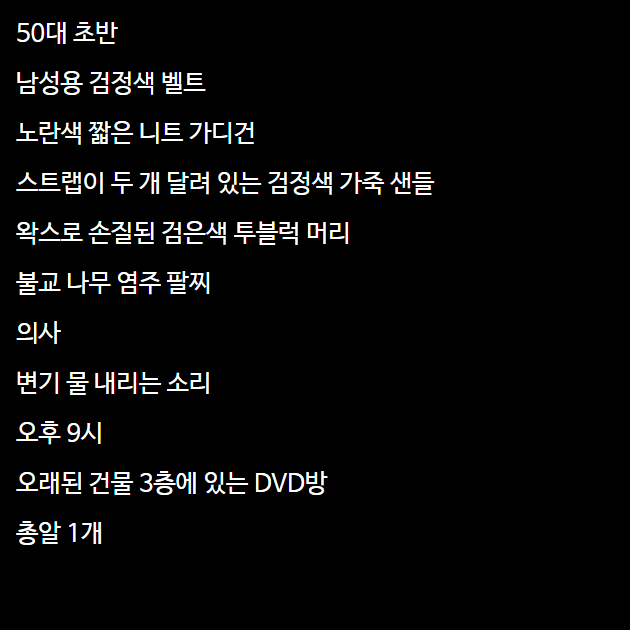 50대 초반
남성용 검정색 벨트
노란색 짧은 니트 가디건
스트랩이 두 개 달려 있는 검정색 가죽 샌들
왁스로 손질된 검은색 투블럭 머리
불교 나무 염주 팔찌
의사
변기 물 내리는 소리
오후 9시
오래된 건물 3층에 있는 DVD방
총알 1개